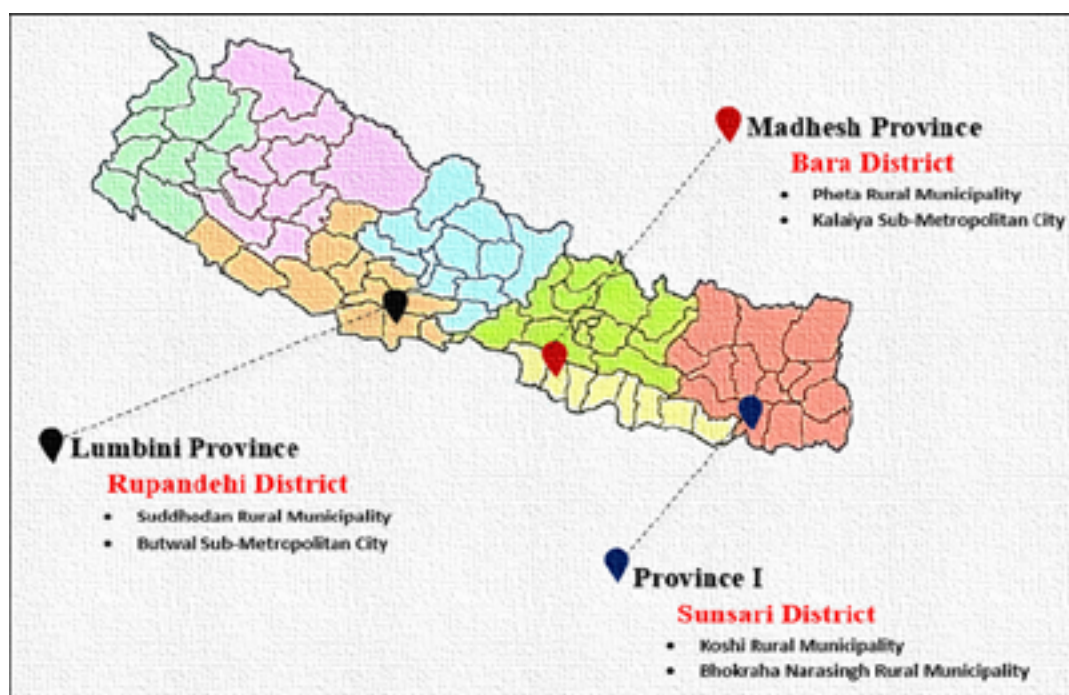 Madhesh Province
Bara District
• Pheta Rural Municipality
• Kalaiya Sub-Metropolitan City
Lumbini Province
Rupandehi District
• Suddhodan Rural Municipality
• Butwal Sub-Metropolitan City
Province I
Sunsari District
• Koshi Rural Municipality
• Bhokraha Narasingh Rural Municipality